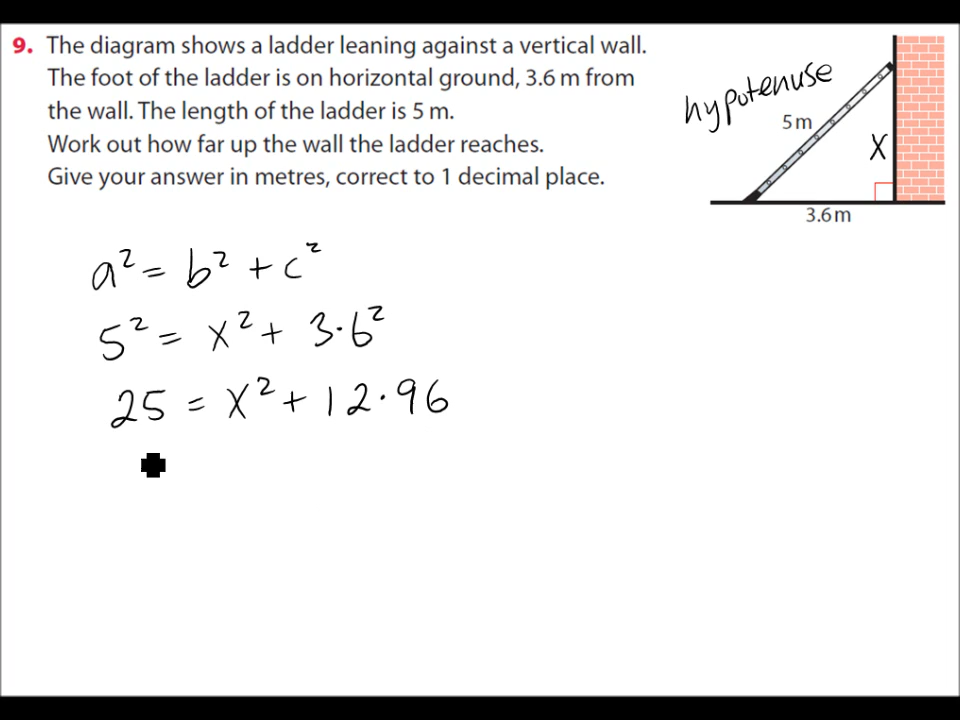 9. The diagram shows a ladder leaning against a vertical wall.
The foot of the ladder is on horizontal ground, 3.6 m from
the wall. The length of the ladder is 5 m.
Work out how far up the wall the ladder reaches.
Give your answer in metres, correct to 1 decimal place.
hypotenuse
5 m
x
3.6 m
a² = b² + c²
5² = x² + 3·6²
25 = x² + 12·96